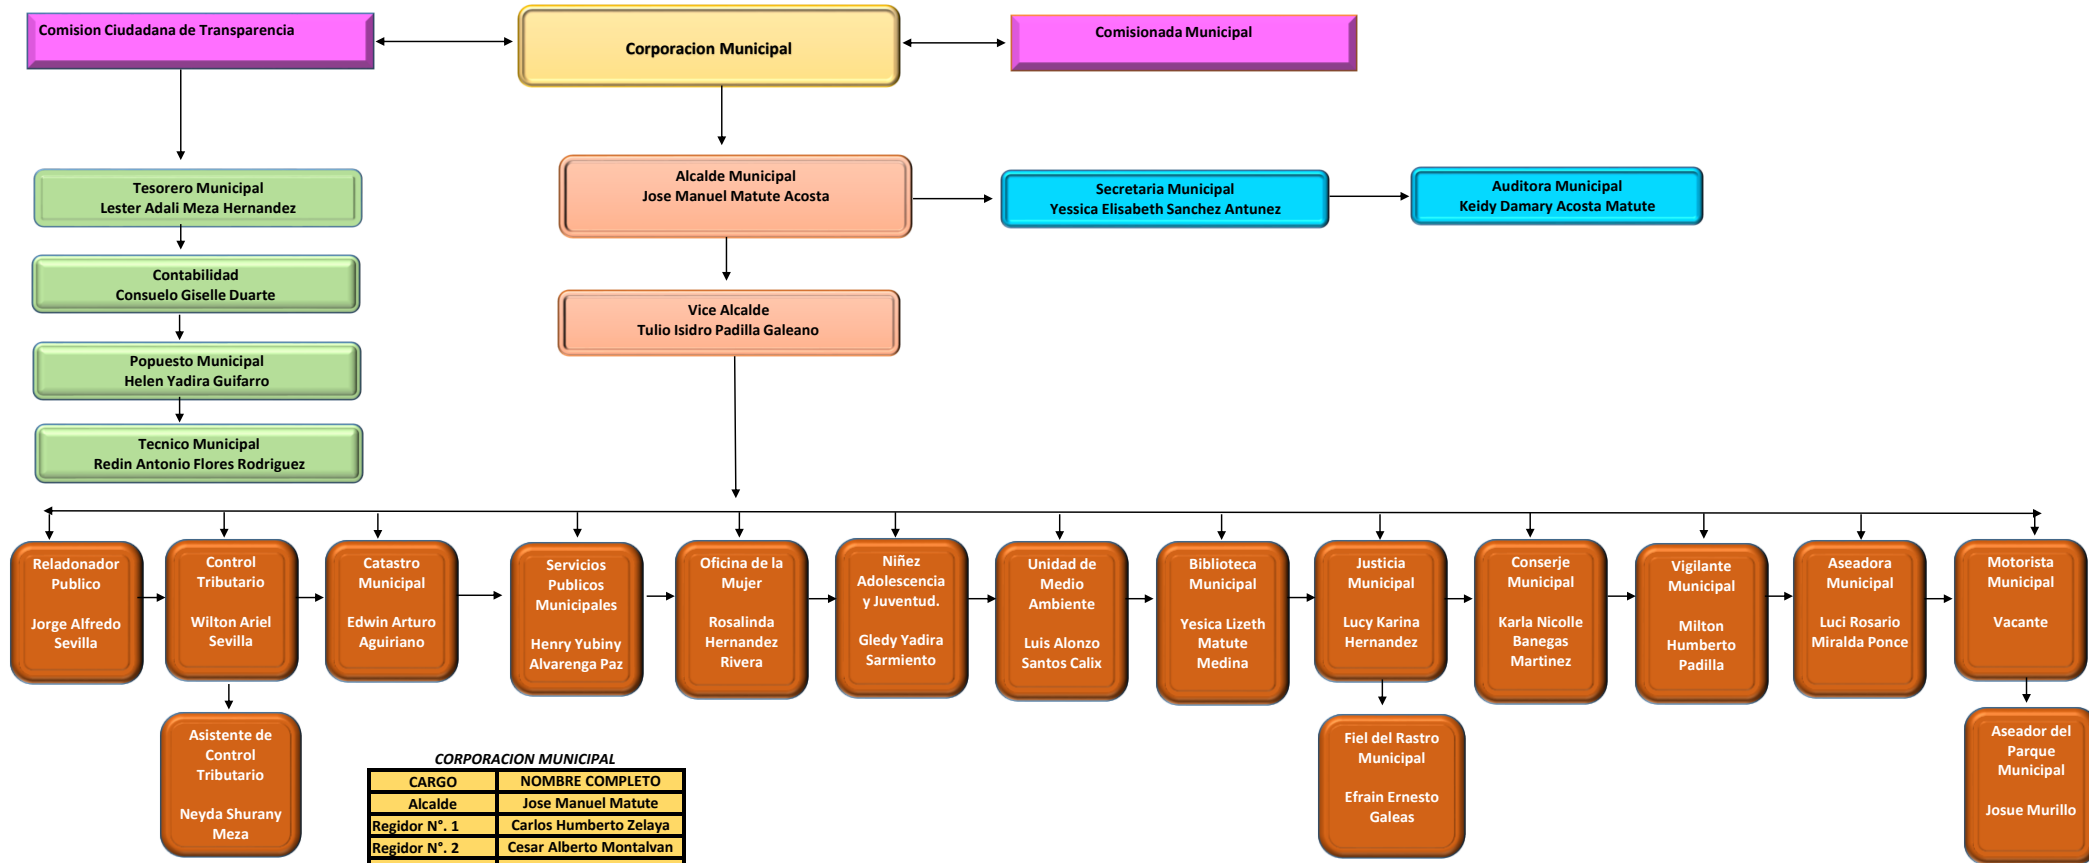 Comision Ciudadana de Transparencia
Corporacion Municipal
Comisionada Municipal
Tesorero Municipal
Lester Adali Meza Hernandez
Alcalde Municipal
Jose Manuel Matute Acosta
Secretaria Municipal
Yessica Elisabeth Sanchez Antunez
Auditora Municipal
Keidy Damary Acosta Matute
Contabilidad
Consuelo Giselle Duarte
Vice Alcalde
Tulio Isidro Padilla Galeano
Popuesto Municipal
Helen Yadira Guifarro
Tecnico Municipal
Redin Antonio Flores Rodriguez
Reladonador
Publico
Jorge Alfredo
Sevilla
Control
Tributario
Wilton Ariel
Sevilla
Catastro
Municipal
Edwin Arturo
Aguiriano
Servicios
Publicos
Municipales
Henry Yubiny
Alvarenga Paz
Oficina de la
Mujer
Rosalinda
Hernandez
Rivera
Niñez
Adolescencia
y Juventud.
Gledy Yadira
Sarmiento
Unidad de
Medio
Ambiente
Luis Alonzo
Santos Calix
Biblioteca
Municipal
Yesica Lizeth
Matute
Medina
Justicia
Municipal
Lucy Karina
Hernandez
Conserje
Municipal
Karla Nicolle
Banegas
Martinez
Vigilante
Municipal
Milton
Humberto
Padilla
Aseadora
Municipal
Luci Rosario
Miralda Ponce
Motorista
Municipal
Vacante
Asistente de
Control
Tributario
Neyda Shurany
Meza
Fiel del Rastro
Municipal
Efrain Ernesto
Galeas
Aseador del
Parque
Municipal
Josue Murillo
CORPORACION MUNICIPAL
CARGO NOMBRE COMPLETO
Alcalde Jose Manuel Matute
Regidor N°. 1 Carlos Humberto Zelaya
Regidor N°. 2 Cesar Alberto Montalvan